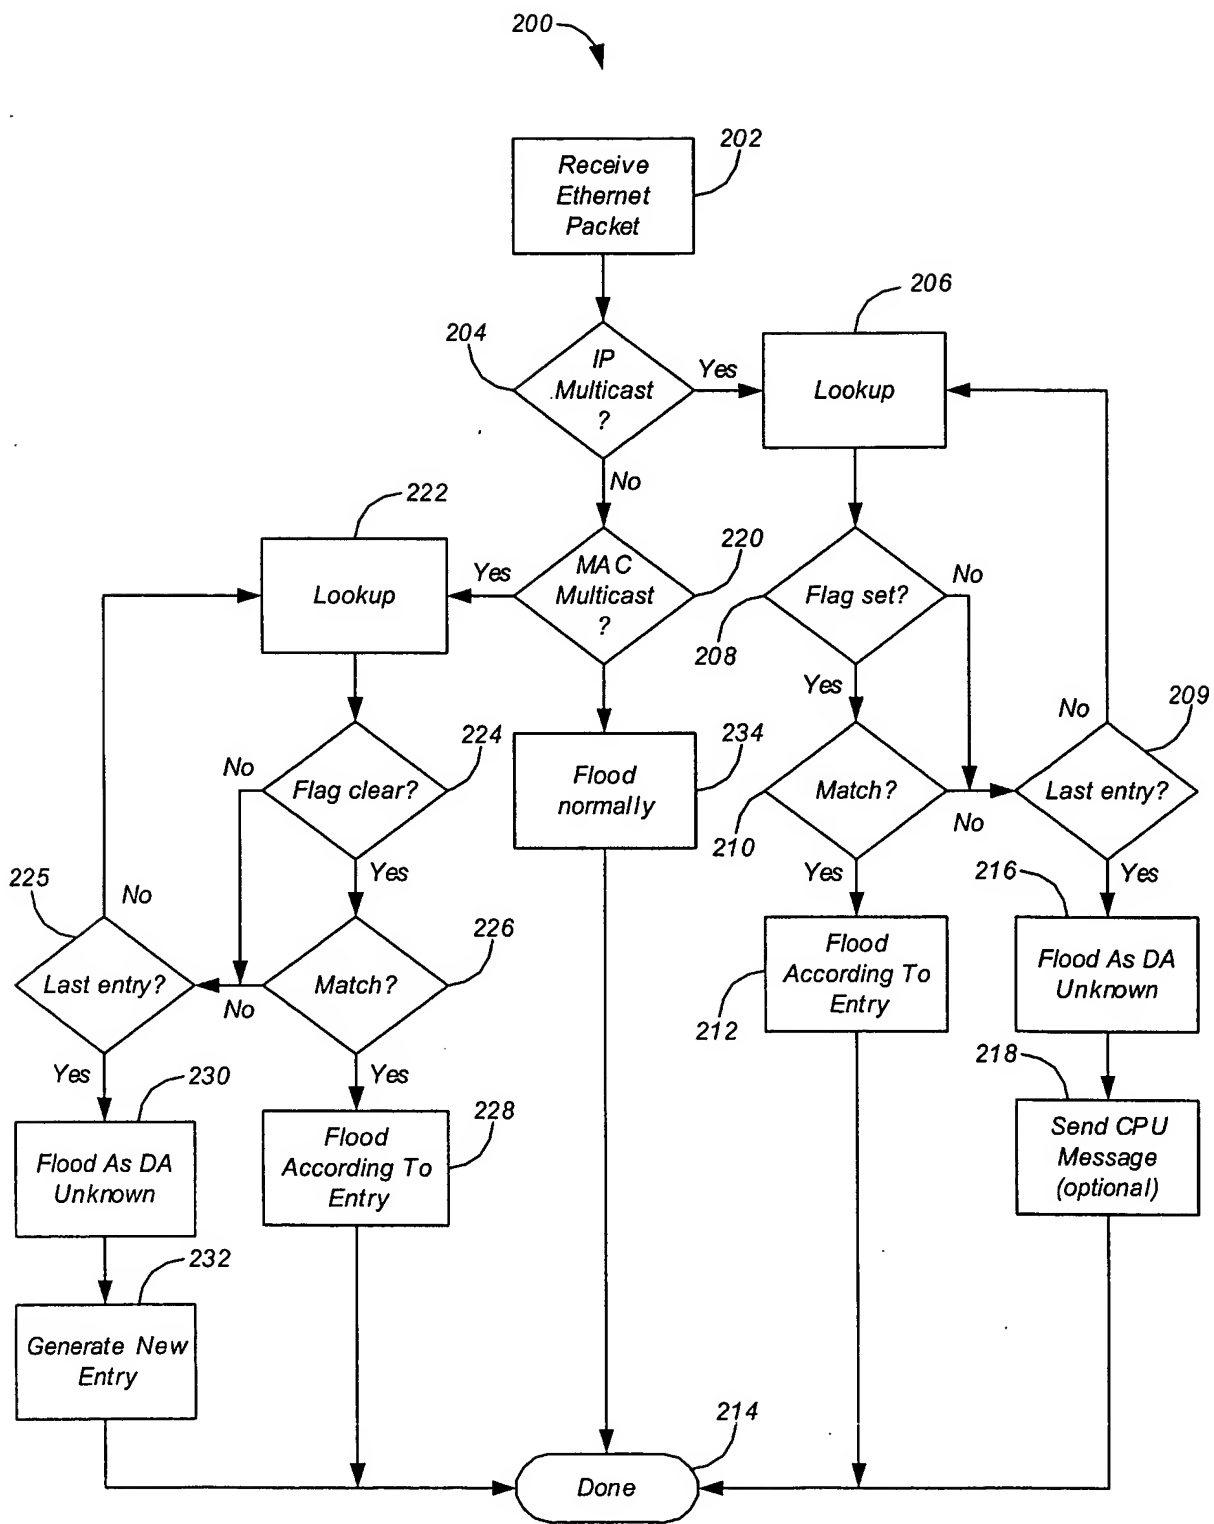 200
202
Receive
Ethernet
Packet
206
204
IP
Multicast
?
Yes
Lookup
No
222
220
Lookup
Yes
MAC
Multicast
?
Flag set?
No
208
Yes
224
No
Flag clear?
234
Flood
normally
Match?
210
No
No
209
Last entry?
Yes
Yes
Yes
225
No
226
Last entry?
No
Match?
Flood
According To
Entry
212
216
Flood As DA
Unknown
Yes
230
Yes
228
218
Flood As DA
Unknown
Flood
According To
Entry
Send CPU
Message
(optional)
232
Generate New
Entry
214
Done